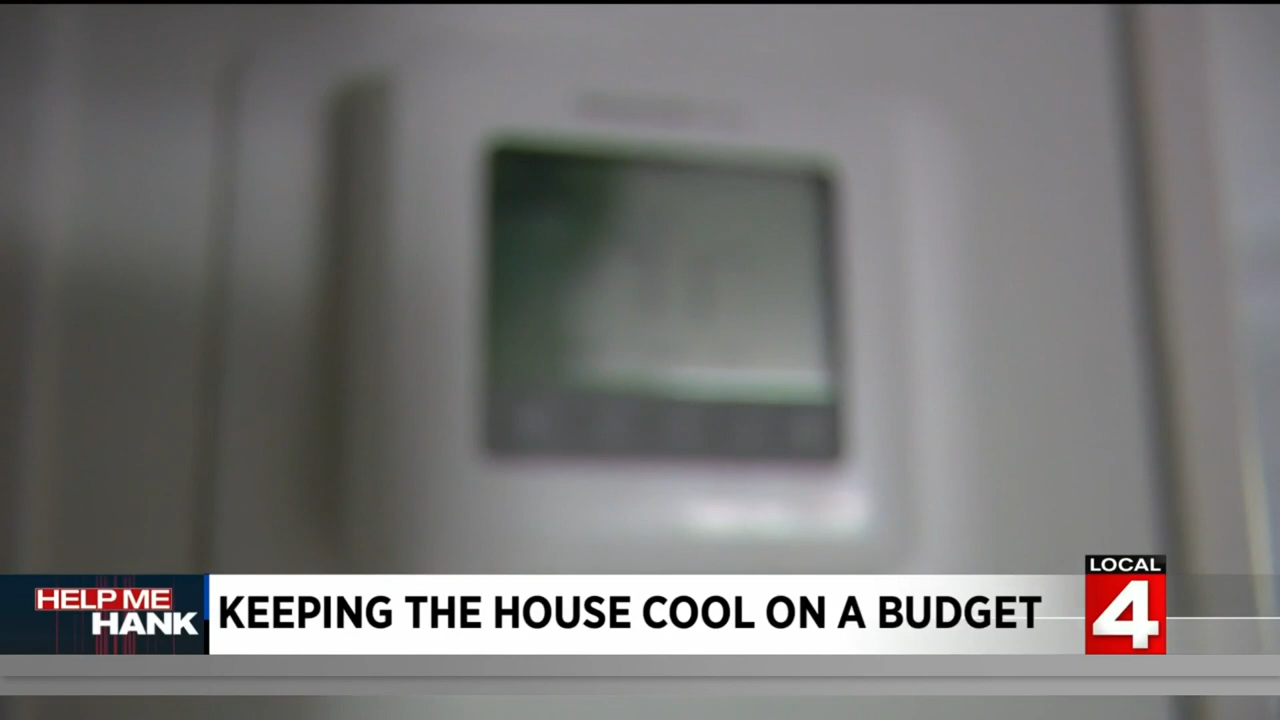 HELP ME
HANK
KEEPING THE HOUSE COOL ON A BUDGET
LOCAL
4